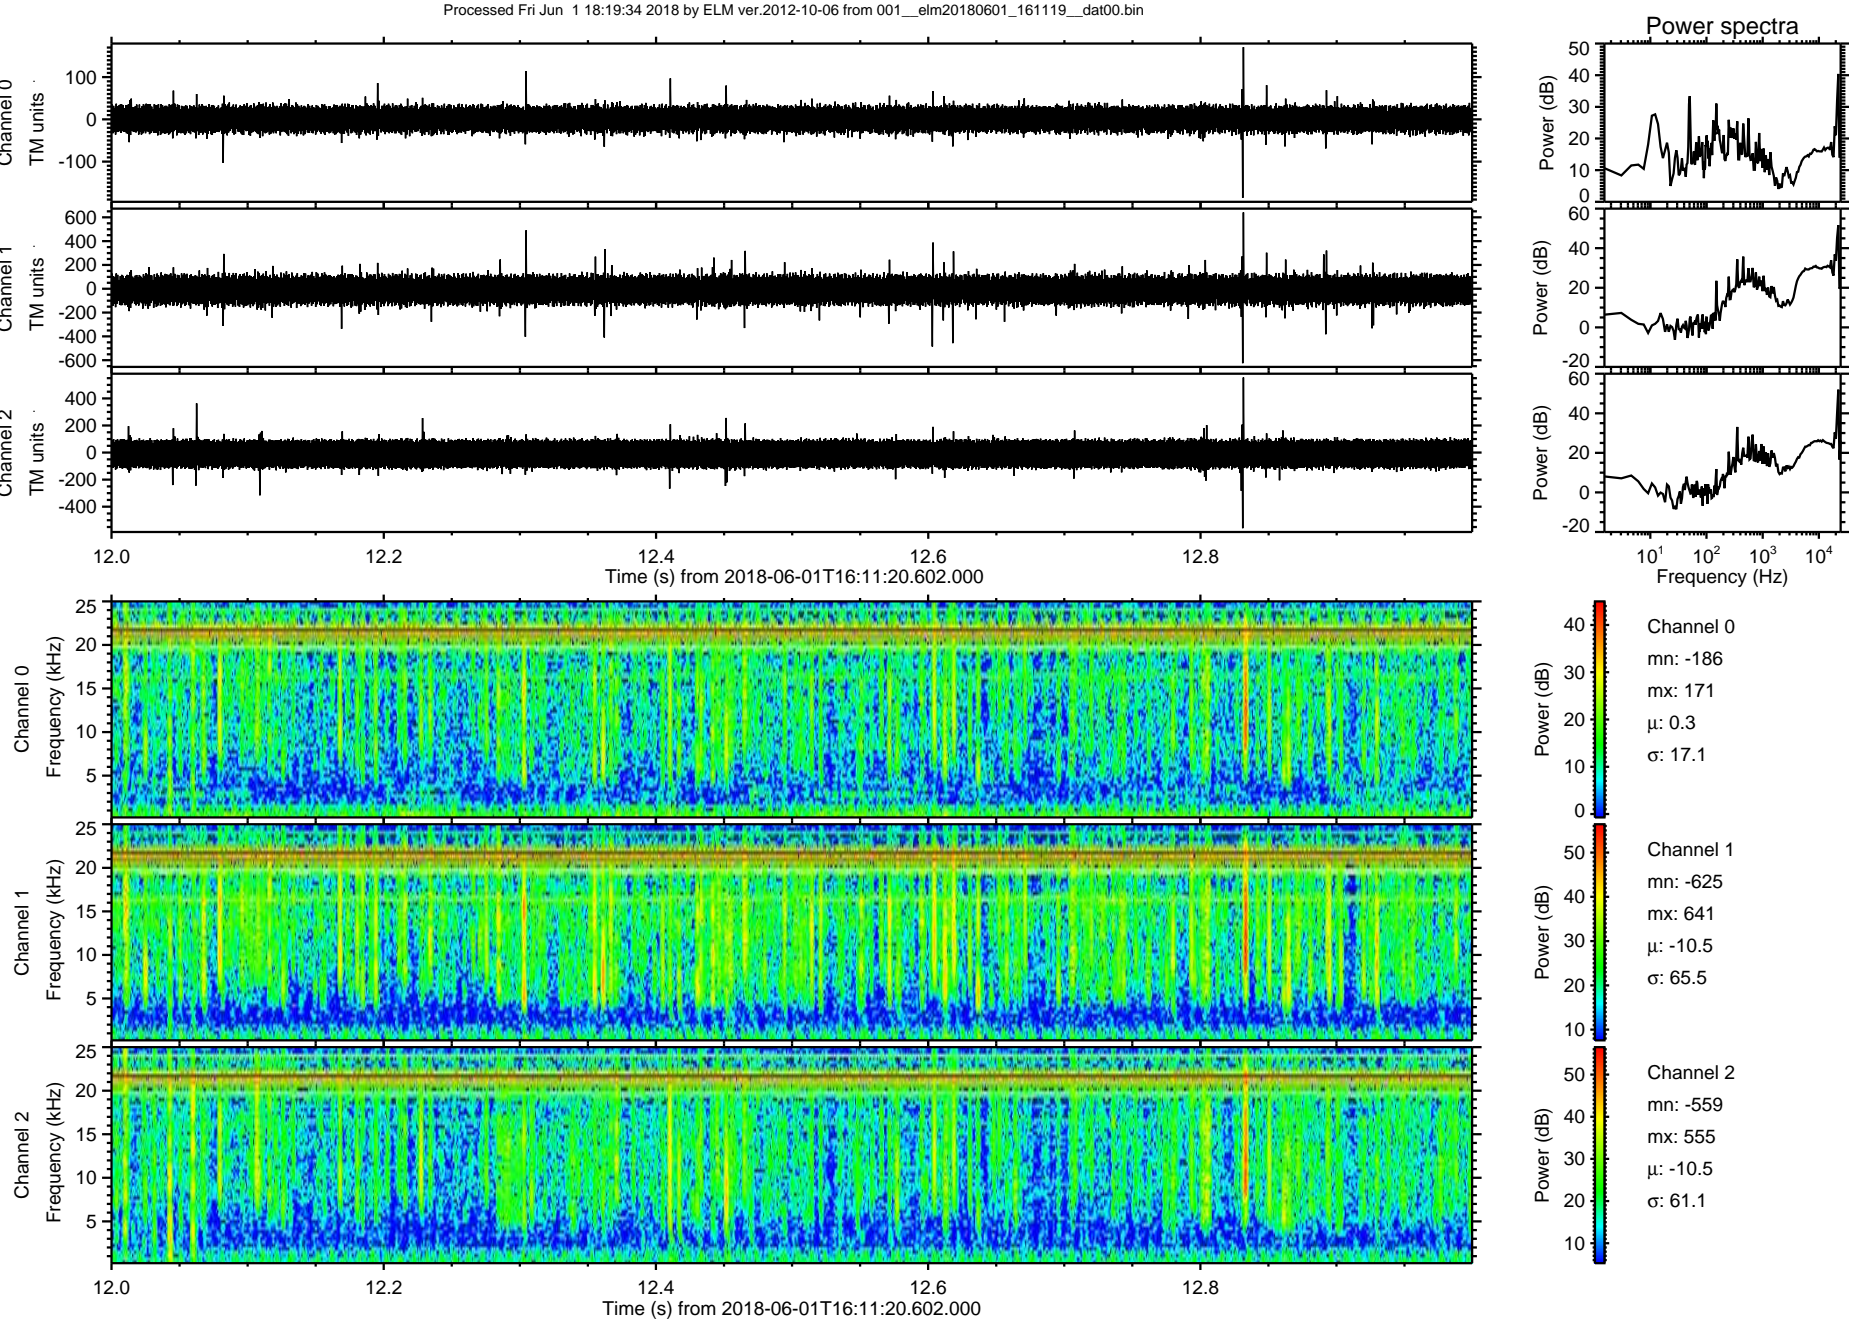 Processed Fri Jun  1 18:19:34 2018 by ELM ver.2012-10-06 from 001__elm20180601_161119__dat00.bin
Power spectra
Channel 0
TM units
100
0
-100
Power (dB)
50
40
30
20
10
0
Channel 1
TM units
600
400
200
0
-200
-400
-600
Power (dB)
60
40
20
0
-20
Channel 2
TM units
400
200
0
-200
-400
Power (dB)
60
40
20
0
-20
12.0 12.2 12.4 12.6 12.8
Time (s) from 2018-06-01T16:11:20.602.000
10¹ 10² 10³ 10⁴
Frequency (Hz)
Channel 0
Frequency (kHz)
25
20
15
10
5
Power (dB)
40
30
20
10
0
Channel 0
mn: -186
mx: 171
μ: 0.3
σ: 17.1
Channel 1
Frequency (kHz)
25
20
15
10
5
Power (dB)
50
40
30
20
10
Channel 1
mn: -625
mx: 641
μ: -10.5
σ: 65.5
Channel 2
Frequency (kHz)
25
20
15
10
5
Power (dB)
50
40
30
20
10
Channel 2
mn: -559
mx: 555
μ: -10.5
σ: 61.1
12.0 12.2 12.4 12.6 12.8
Time (s) from 2018-06-01T16:11:20.602.000